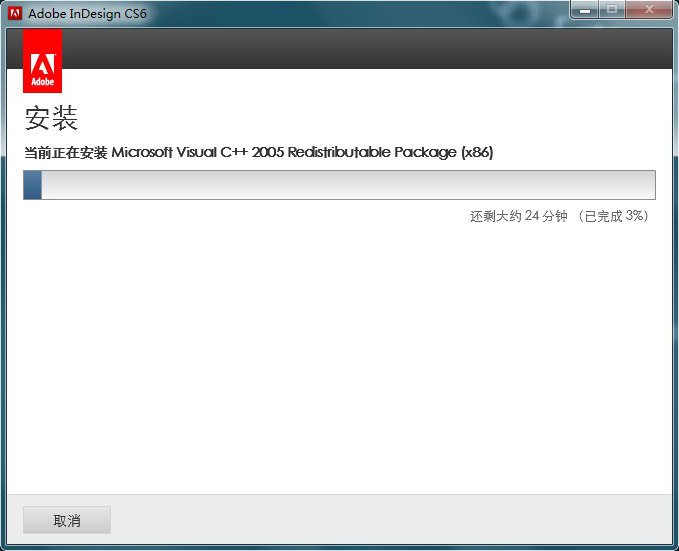 Adobe InDesign CS6
Adobe
安装
当前正在安装 Microsoft Visual C++ 2005 Redistributable Package (x86)
还剩大约 24 分钟 （已完成 3%）
取消